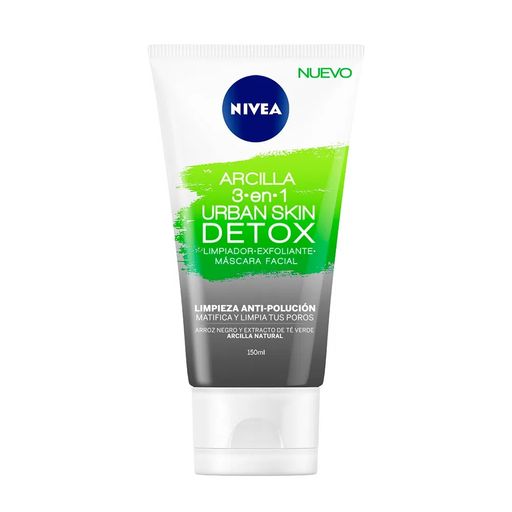 NUEVO
NIVEA
ARCILLA
3·en·1
URBAN SKIN
DETOX
LIMPIADOR·EXFOLIANTE·
MÁSCARA FACIAL
LIMPIEZA ANTI-POLUCIÓN
MATIFICA Y LIMPIA TUS POROS
ARROZ NEGRO Y EXTRACTO DE TÉ VERDE
ARCILLA NATURAL
150ml